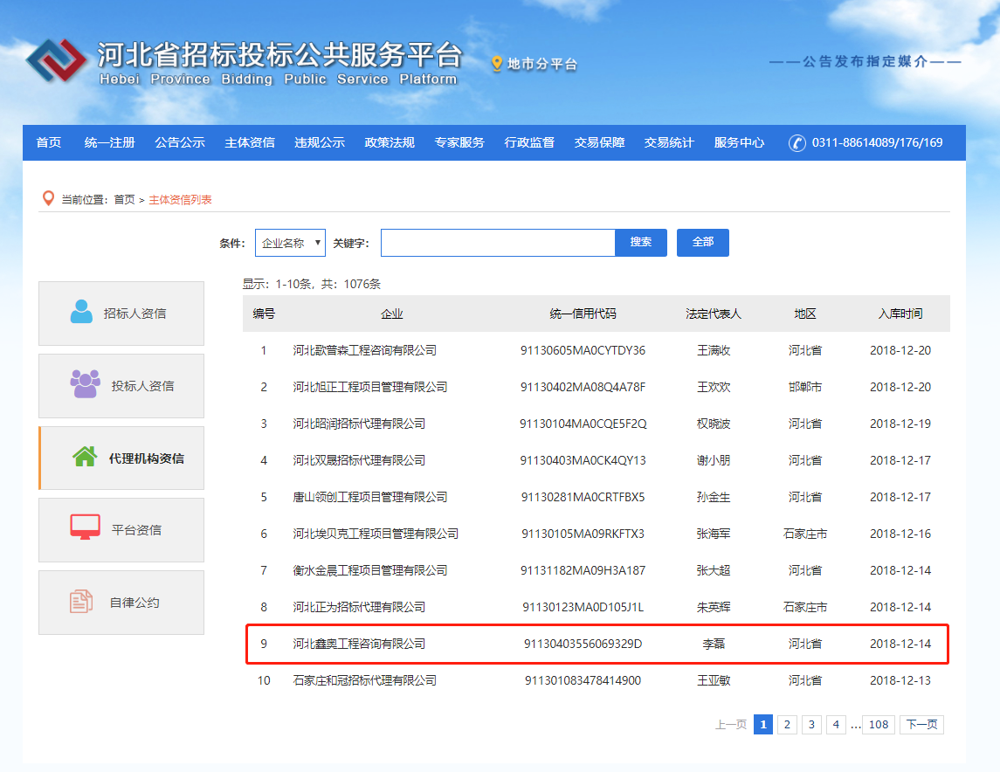 河北省招标投标公共服务平台
Hebei Province Bidding Public Service Platform
地市分平台
——公告发布指定媒介——
首页 统一注册 公告公示 主体资信 违规公示 政策法规 专家服务 行政监督 交易保障 交易统计 服务中心 0311-88614089/176/169
当前位置：首页 > 主体资信列表
条件： 企业名称 ▼ 关键字： 搜索 全部
招标人资信
投标人资信
代理机构资信
平台资信
自律公约
显示：1-10条，共：1076条
编号 企业 统一信用代码 法定代表人 地区 入库时间
1 河北歌普森工程咨询有限公司 91130605MA0CYTDY36 王满收 河北省 2018-12-20
2 河北旭正工程项目管理有限公司 91130402MA08Q4A78F 王欢欢 邯郸市 2018-12-20
3 河北昭润招标代理有限公司 91130104MA0CQE5F2Q 权晓波 河北省 2018-12-19
4 河北双晟招标代理有限公司 91130403MA0CK4QY13 谢小朋 河北省 2018-12-17
5 唐山领创工程项目管理有限公司 91130281MA0CRTFBX5 孙金生 河北省 2018-12-17
6 河北埃贝克工程项目管理有限公司 91130105MA09RKFTX3 张海军 石家庄市 2018-12-16
7 衡水金晨工程项目管理有限公司 91131182MA09H3A187 张大超 河北省 2018-12-14
8 河北正为招标代理有限公司 91130123MA0D105J1L 朱英辉 石家庄市 2018-12-14
9 河北鑫奥工程咨询有限公司 91130403556069329D 李磊 河北省 2018-12-14
10 石家庄和冠招标代理有限公司 911301083478414900 王亚敏 河北省 2018-12-13
上一页 1 2 3 4 ... 108 下一页